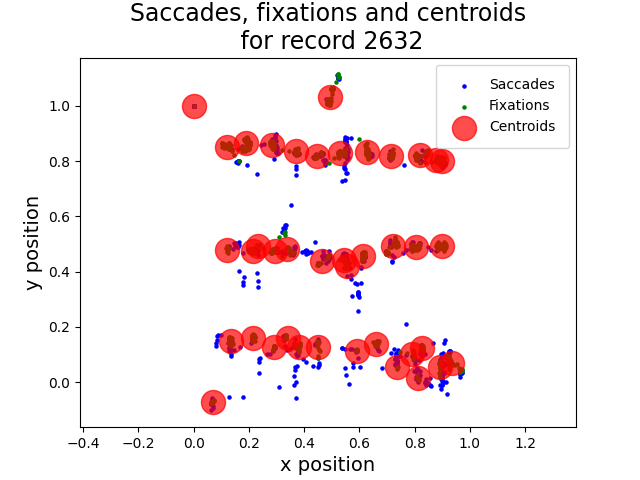 Saccades, fixations and centroids
for record 2632
Saccades
Fixations
Centroids
y position
1.0
0.8
0.6
0.4
0.2
0.0
−0.4
−0.2
0.0
0.2
0.4
0.6
0.8
1.0
1.2
x position